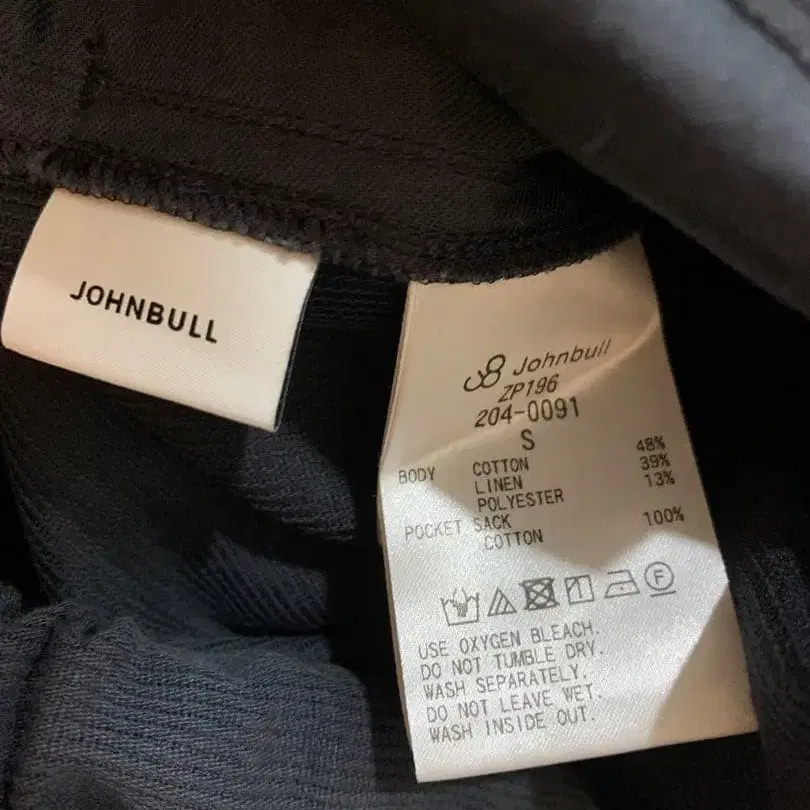 JOHNBULL
Johnbull
ZP196
204-0091
S
BODY COTTON 48%
LINEN 39%
POLYESTER 13%
POCKET SACK
COTTON 100%
F
USE OXYGEN BLEACH.
DO NOT TUMBLE DRY.
WASH SEPARATELY.
DO NOT LEAVE WET.
WASH INSIDE OUT.